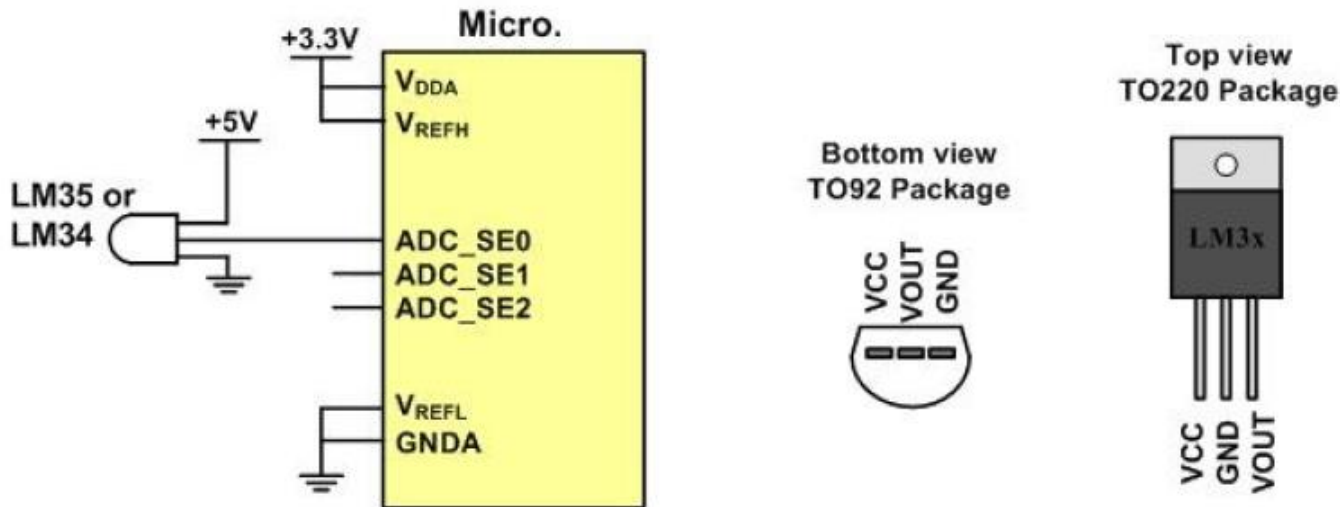 Micro.
+3.3V
VDDA
VREFH
+5V
LM35 or
LM34
ADC_SE0
ADC_SE1
ADC_SE2
VREFL
GNDA
Bottom view
TO92 Package
VCC
VOUT
GND
Top view
TO220 Package
LM3x
VCC
GND
VOUT